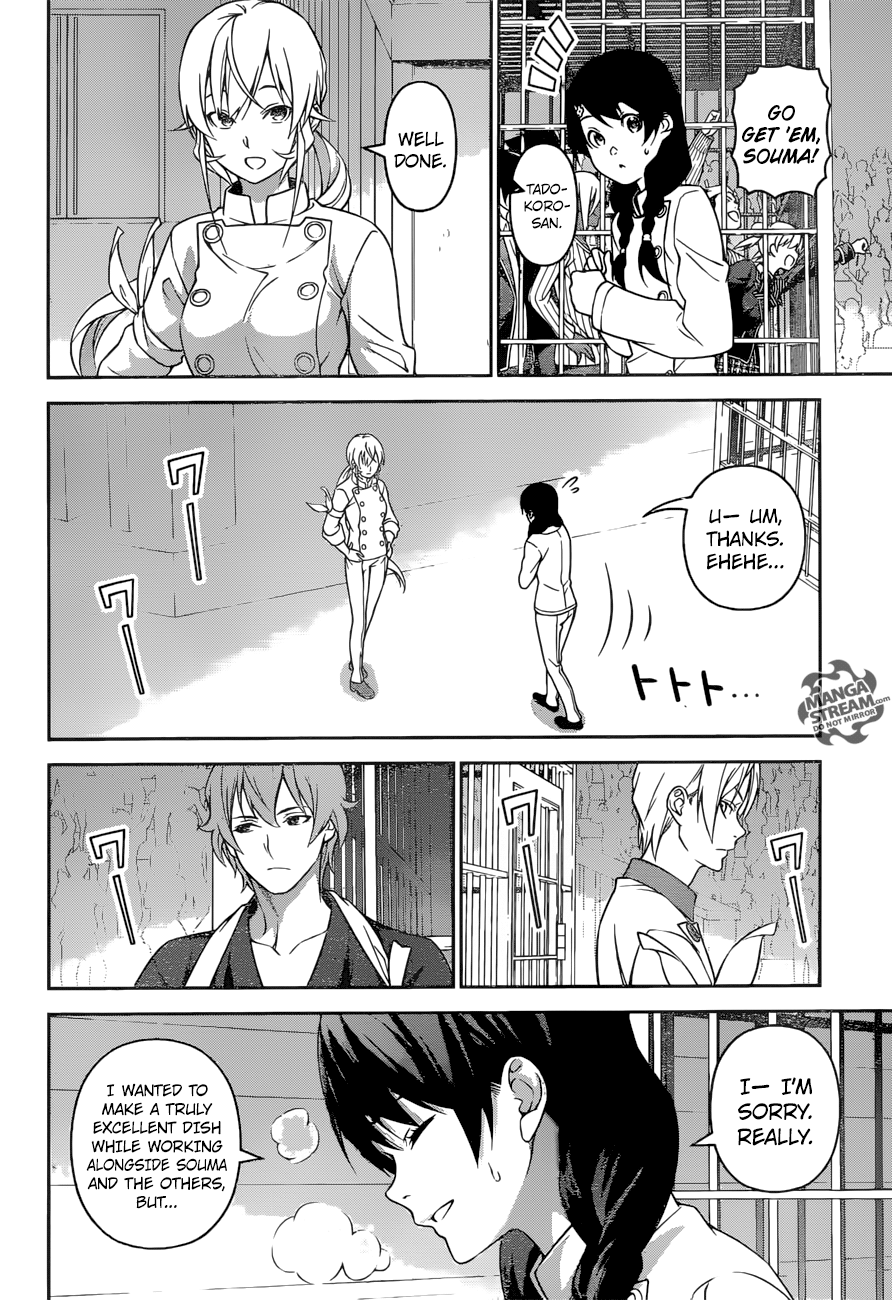 GO
GET 'EM,
SOUMA!
TADO-
KORO-
SAN.
WELL
DONE.
U— UM,
THANKS.
EHEHE...
ワー
ワー
トトト...
MANGA
STREAM.com
DO NOT MIRROR
ワー
ワー
I— I'M
SORRY.
REALLY.
I WANTED TO
MAKE A TRULY
EXCELLENT DISH
WHILE WORKING
ALONGSIDE SOUMA
AND THE OTHERS,
BUT...